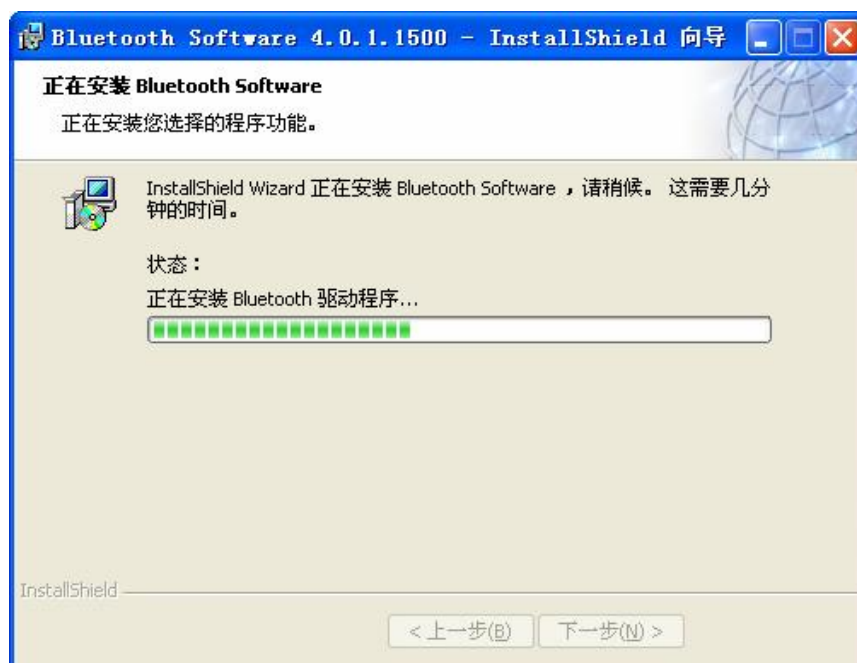 Bluetooth Software 4.0.1.1500 - InstallShield 向导
正在安装 Bluetooth Software
正在安装您选择的程序功能。
InstallShield Wizard 正在安装 Bluetooth Software ，请稍候。 这需要几分
钟的时间。
状态：
正在安装 Bluetooth 驱动程序...
InstallShield
< 上一步(B) 下一步(N) >